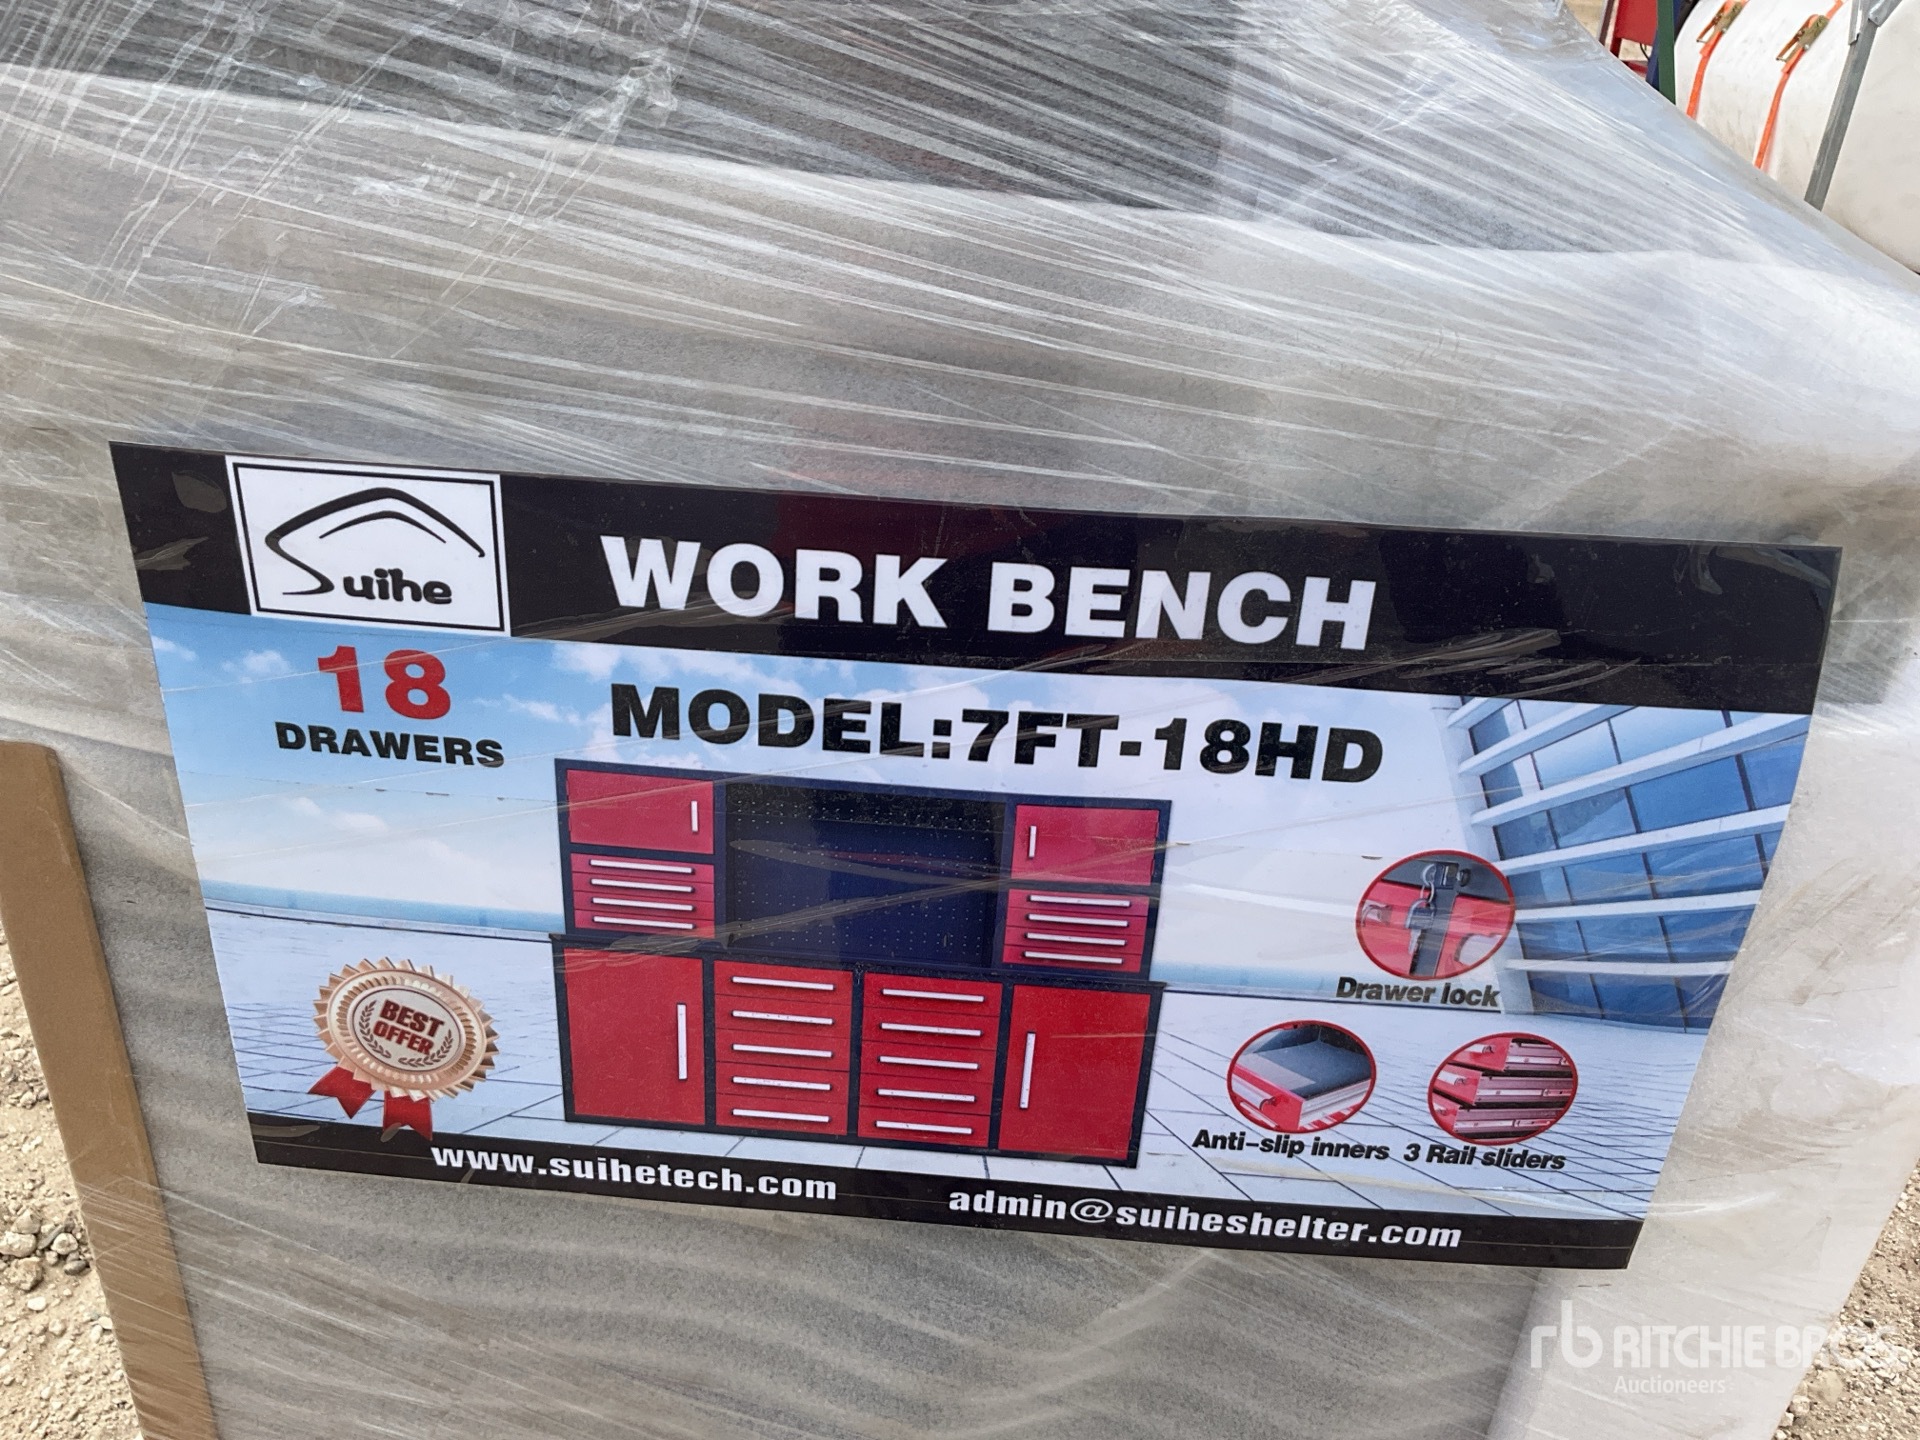 Suihe
WORK BENCH
18
DRAWERS
MODEL:7FT-18HD
Drawer lock
BEST
OFFER
Anti-slip inners 3 Rail sliders
www.suihetech.com
admin@suiheshelter.com
rb RITCHIE BROS
Auctioneers